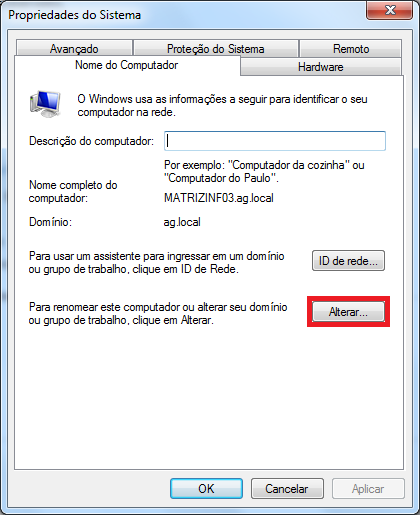 Propriedades do Sistema
Avançado
Proteção do Sistema
Remoto
Nome do Computador
Hardware
O Windows usa as informações a seguir para identificar o seu
computador na rede.
Descrição do computador:
Por exemplo: "Computador da cozinha" ou
"Computador do Paulo".
Nome completo do
computador:
MATRIZINF03.ag.local
Domínio:
ag.local
Para usar um assistente para ingressar em um domínio
ou grupo de trabalho, clique em ID de Rede.
ID de rede...
Para renomear este computador ou alterar seu domínio
ou grupo de trabalho, clique em Alterar.
Alterar...
OK
Cancelar
Aplicar